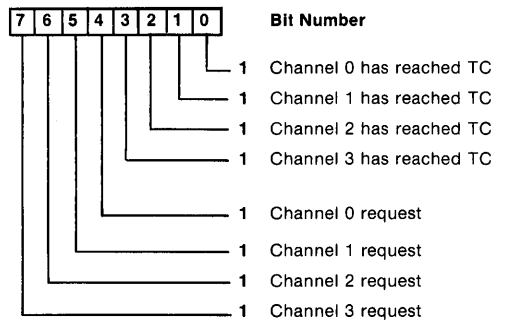 7 6 5 4 3 2 1 0 Bit Number
1 Channel 0 has reached TC
1 Channel 1 has reached TC
1 Channel 2 has reached TC
1 Channel 3 has reached TC
1 Channel 0 request
1 Channel 1 request
1 Channel 2 request
1 Channel 3 request